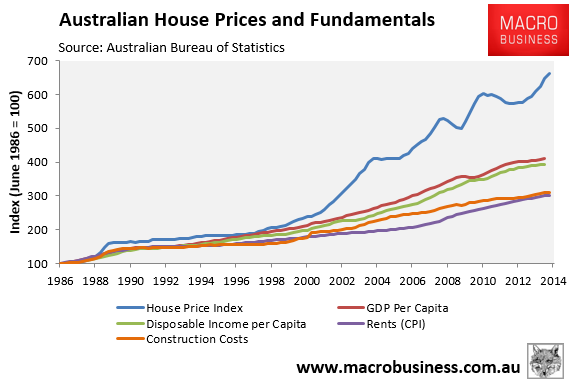 Australian House Prices and Fundamentals
MACRO
BUSINESS
Source: Australian Bureau of Statistics
Index (June 1986 = 100)
700
600
500
400
300
200
100
1986 1988 1990 1992 1994 1996 1998 2000 2002 2004 2006 2008 2010 2012 2014
House Price Index GDP Per Capita
Disposable Income per Capita Rents (CPI)
Construction Costs
www.macrobusiness.com.au